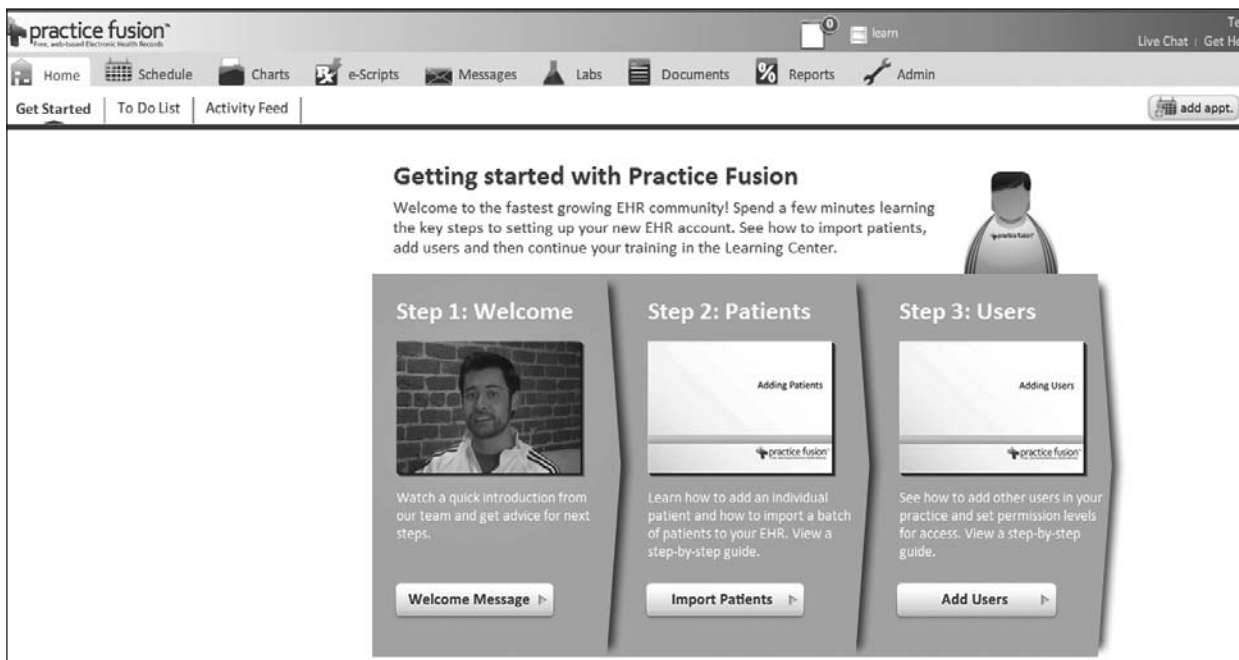 practice fusion™
Free, web-based Electronic Health Records
0
learn
Live Chat | Get He
Home
Schedule
Charts
e-Scripts
Messages
Labs
Documents
Reports
Admin
Get Started
To Do List
Activity Feed
add appt.
Getting started with Practice Fusion
Welcome to the fastest growing EHR community! Spend a few minutes learning
the key steps to setting up your new EHR account. See how to import patients,
add users and then continue your training in the Learning Center.
practice fusion
Step 1: Welcome
Watch a quick introduction from
our team and get advice for next
steps.
Welcome Message
Step 2: Patients
Adding Patients
practice fusion
Learn how to add an individual
patient and how to import a batch
of patients to your EHR. View a
step-by-step guide.
Import Patients
Step 3: Users
Adding Users
practice fusion
See how to add other users in your
practice and set permission levels
for access. View a step-by-step
guide.
Add Users